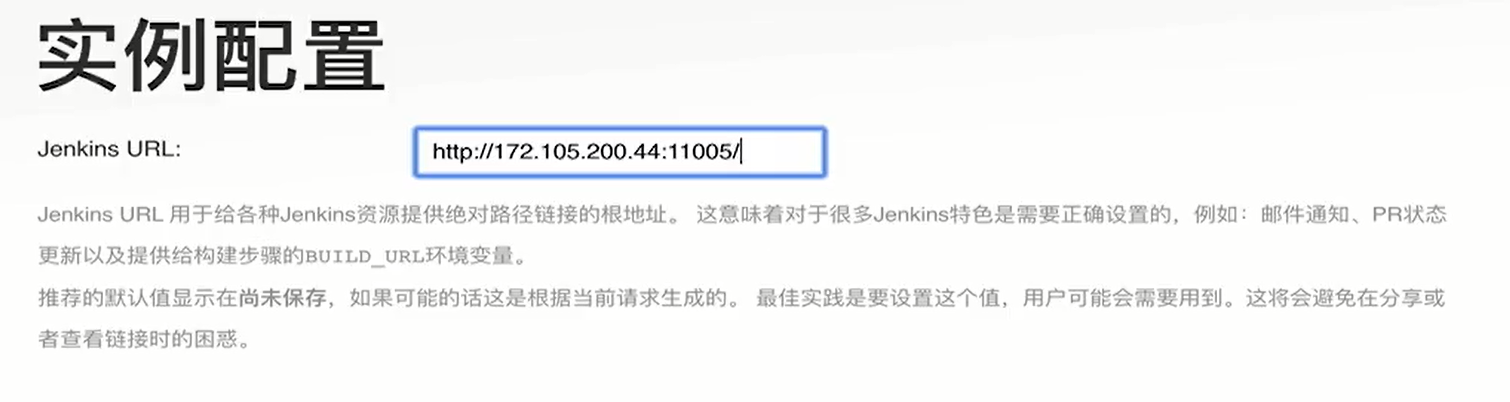 实例配置
Jenkins URL: http://172.105.200.44:11005/
Jenkins URL 用于给各种Jenkins资源提供绝对路径链接的根地址。 这意味着对于很多Jenkins特色是需要正确设置的，例如：邮件通知、PR状态
更新以及提供给构建步骤的BUILD_URL环境变量。
推荐的默认值显示在尚未保存，如果可能的话这是根据当前请求生成的。 最佳实践是要设置这个值，用户可能会需要用到。这将会避免在分享或
者查看链接时的困惑。